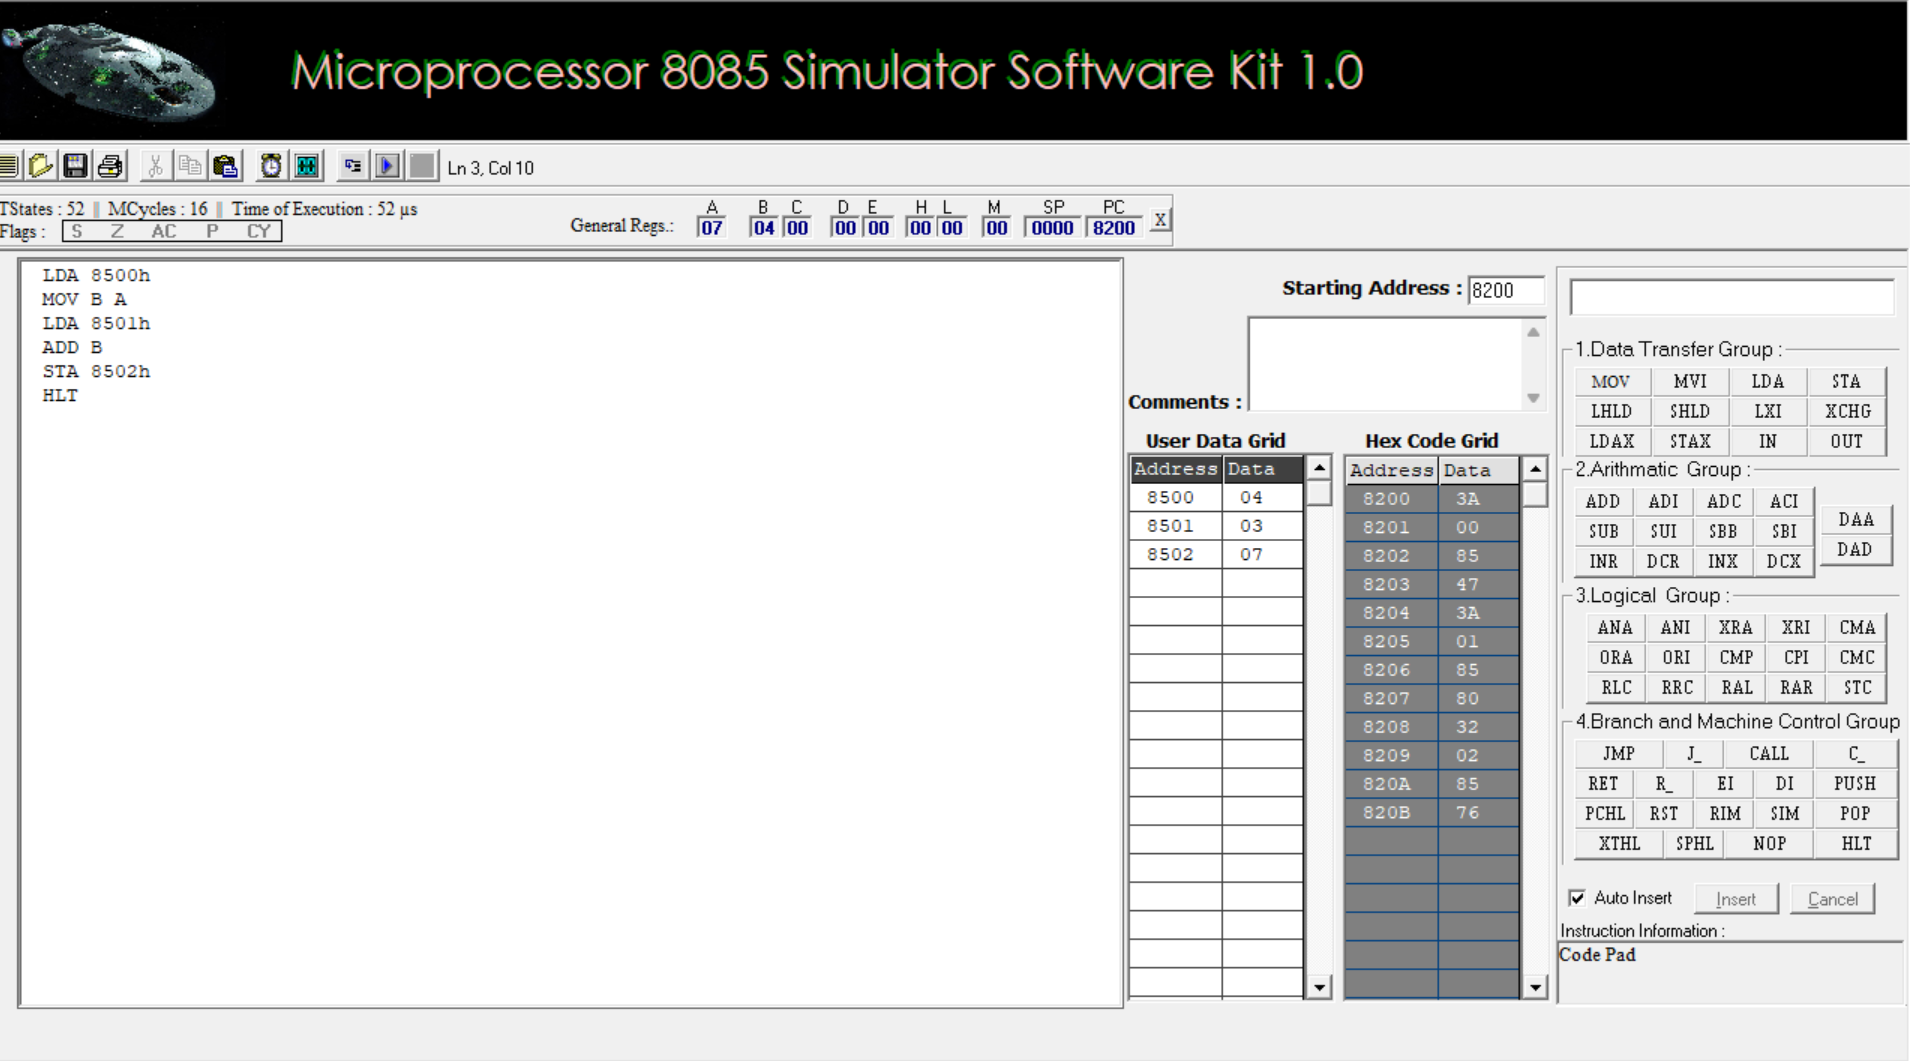 Microprocessor 8085 Simulator Software Kit 1.0
Ln 3, Col 10
TStates : 52 || MCycles : 16 || Time of Execution : 52 µs
Flags : S Z AC P CY
General Regs.:
A B C D E H L M SP PC
07 04 00 00 00 00 00 00 0000 8200 X
LDA 8500h
MOV B A
LDA 8501h
ADD B
STA 8502h
HLT
Starting Address : 8200
Comments :
User Data Grid
Address Data
8500 04
8501 03
8502 07
Hex Code Grid
Address Data
8200 3A
8201 00
8202 85
8203 47
8204 3A
8205 01
8206 85
8207 80
8208 32
8209 02
820A 85
820B 76
1.Data Transfer Group :
MOV MVI LDA STA
LHLD SHLD LXI XCHG
LDAX STAX IN OUT
2.Arithmatic Group :
ADD ADI ADC ACI
SUB SUI SBB SBI
INR DCR INX DCX
DAA
DAD
3.Logical Group :
ANA ANI XRA XRI CMA
ORA ORI CMP CPI CMC
RLC RRC RAL RAR STC
4.Branch and Machine Control Group
JMP J_ CALL C_
RET R_ EI DI PUSH
PCHL RST RIM SIM POP
XTHL SPHL NOP HLT
Auto Insert Insert Cancel
Instruction Information :
Code Pad